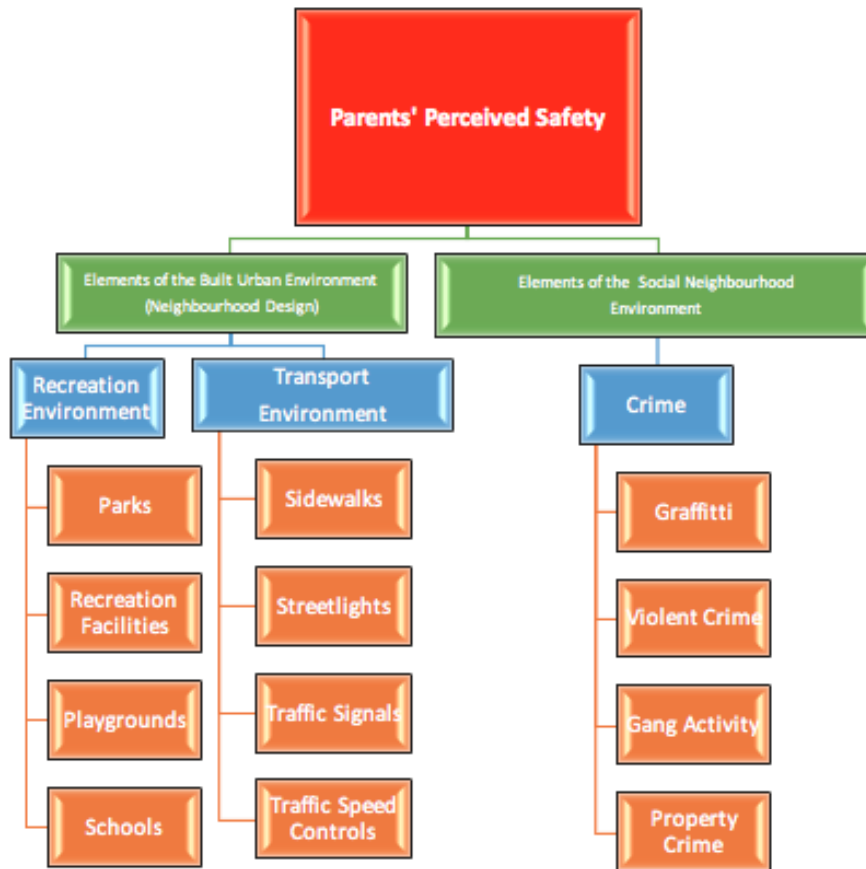 Parents' Perceived Safety
Elements of the Built Urban Environment
(Neighbourhood Design)
Elements of the Social Neighbourhood
Environment
Recreation
Environment
Transport
Environment
Crime
Parks
Recreation
Facilities
Playgrounds
Schools
Sidewalks
Streetlights
Traffic Signals
Traffic Speed
Controls
Graffitti
Violent Crime
Gang Activity
Property
Crime